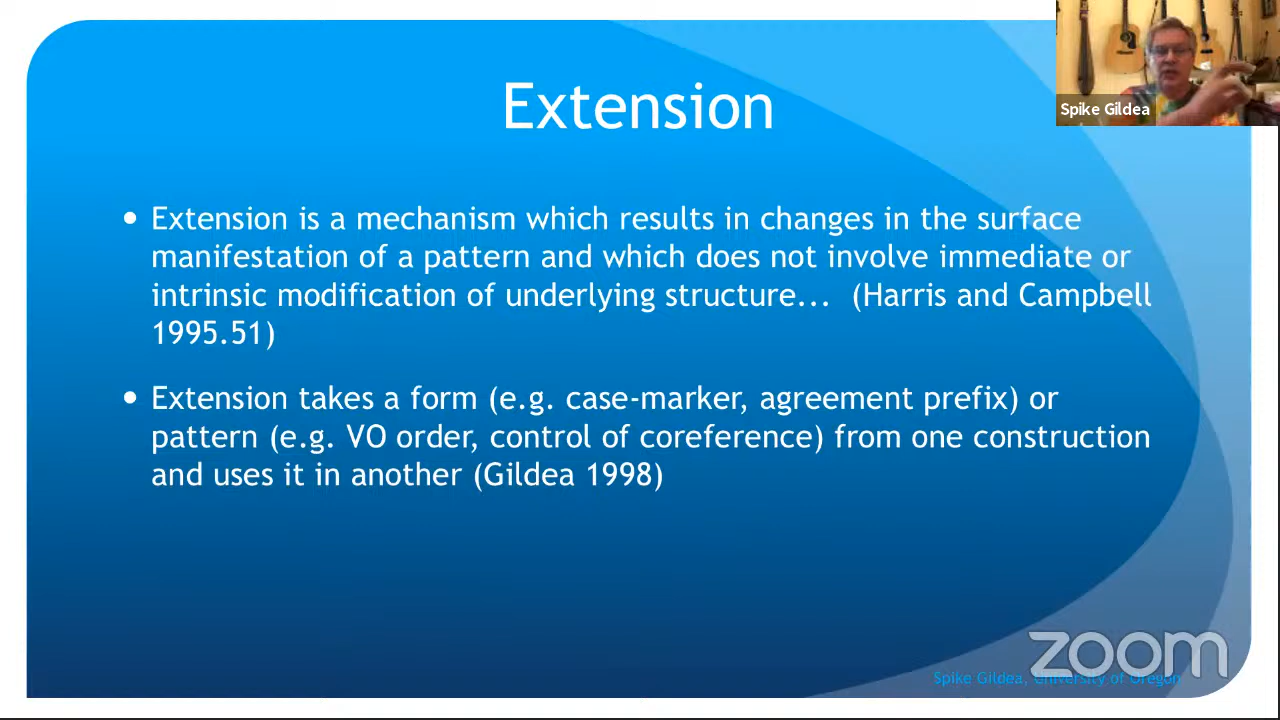 Extension
Spike Gildea
• Extension is a mechanism which results in changes in the surface
manifestation of a pattern and which does not involve immediate or
intrinsic modification of underlying structure... (Harris and Campbell
1995.51)
• Extension takes a form (e.g. case-marker, agreement prefix) or
pattern (e.g. VO order, control of coreference) from one construction
and uses it in another (Gildea 1998)
zoom
Spike Gildea, University of Oregon